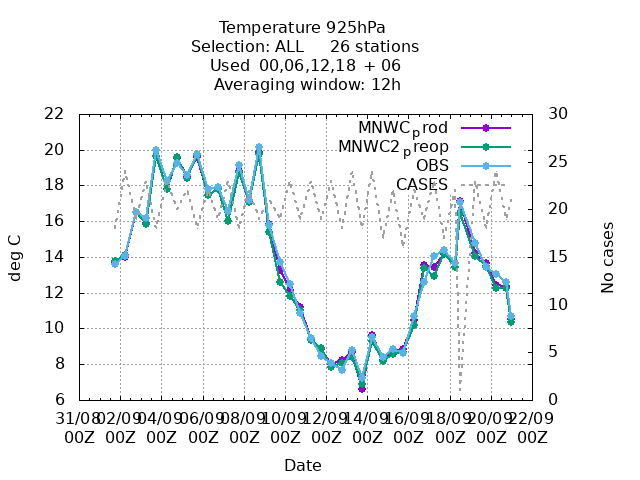 Temperature 925hPa
Selection: ALL 26 stations
Used 00,06,12,18 + 06
Averaging window: 12h
MNWCprod
MNWC2preop
OBS
CASES
deg C
22
20
18
16
14
12
10
8
6
No cases
30
25
20
15
10
5
0
31/08 02/09 04/09 06/09 08/09 10/09 12/09 14/09 16/09 18/09 20/09 22/09
00Z 00Z 00Z 00Z 00Z 00Z 00Z 00Z 00Z 00Z 00Z 00Z
Date